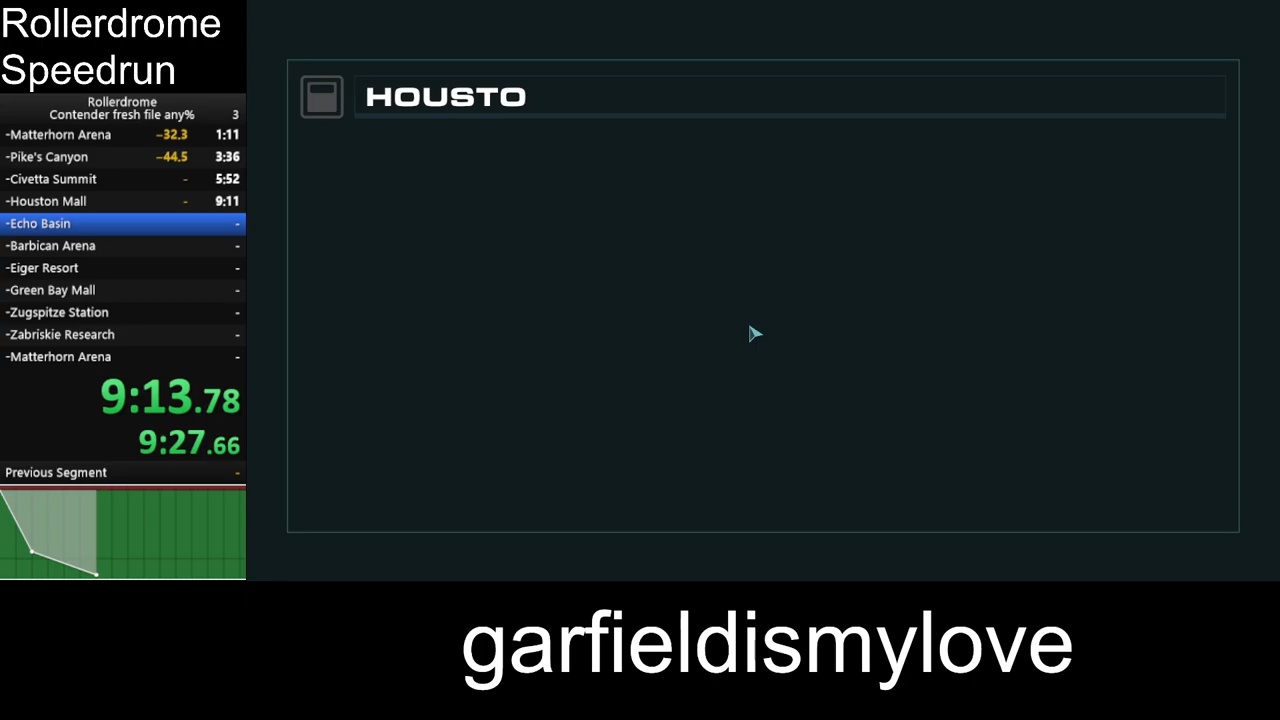 Rollerdrome
Speedrun
Rollerdrome
Contender fresh file any% 3
-Matterhorn Arena −32.3 1:11
-Pike's Canyon −44.5 3:36
-Civetta Summit - 5:52
-Houston Mall - 9:11
-Echo Basin -
-Barbican Arena -
-Eiger Resort -
-Green Bay Mall -
-Zugspitze Station -
-Zabriskie Research -
-Matterhorn Arena -
9:13.78
9:27.66
Previous Segment -
HOUSTO
garfieldismylove